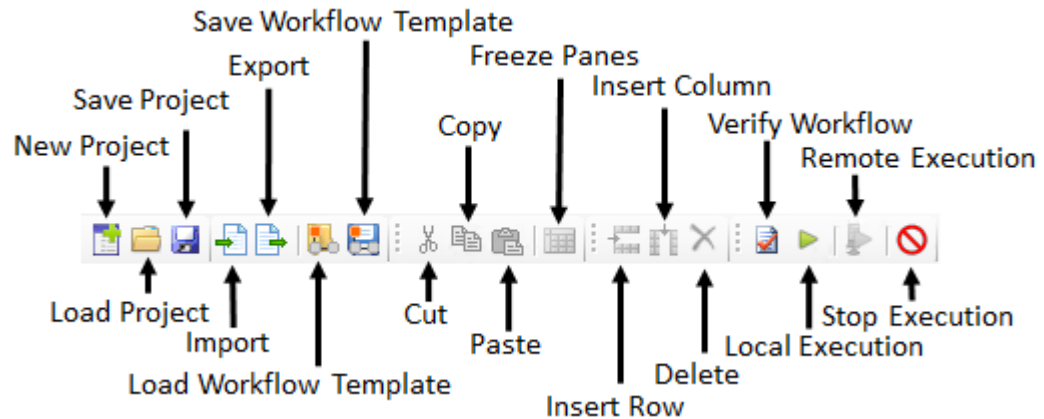 Save Workflow Template
Freeze Panes
Export
Insert Column
Save Project
Copy
Verify Workflow
New Project
Remote Execution
Load Project
Cut
Stop Execution
Import
Paste
Local Execution
Load Workflow Template
Delete
Insert Row